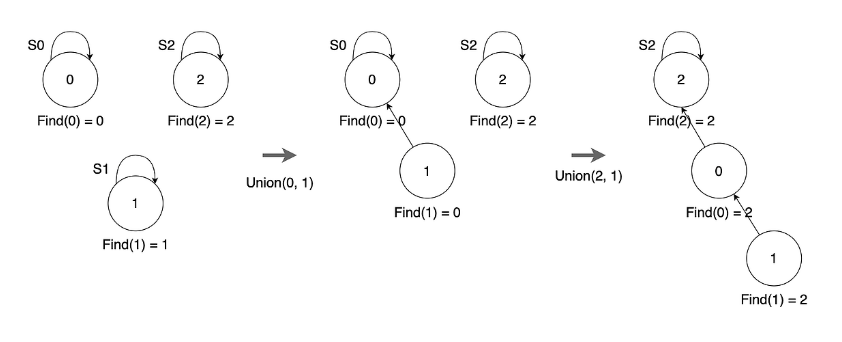 S0
0
Find(0) = 0
S2
2
Find(2) = 2
S1
1
Find(1) = 1
Union(0, 1)
S0
0
Find(0) = 0
S2
2
Find(2) = 2
1
Find(1) = 0
Union(2, 1)
S2
2
Find(2) = 2
0
Find(0) = 2
1
Find(1) = 2